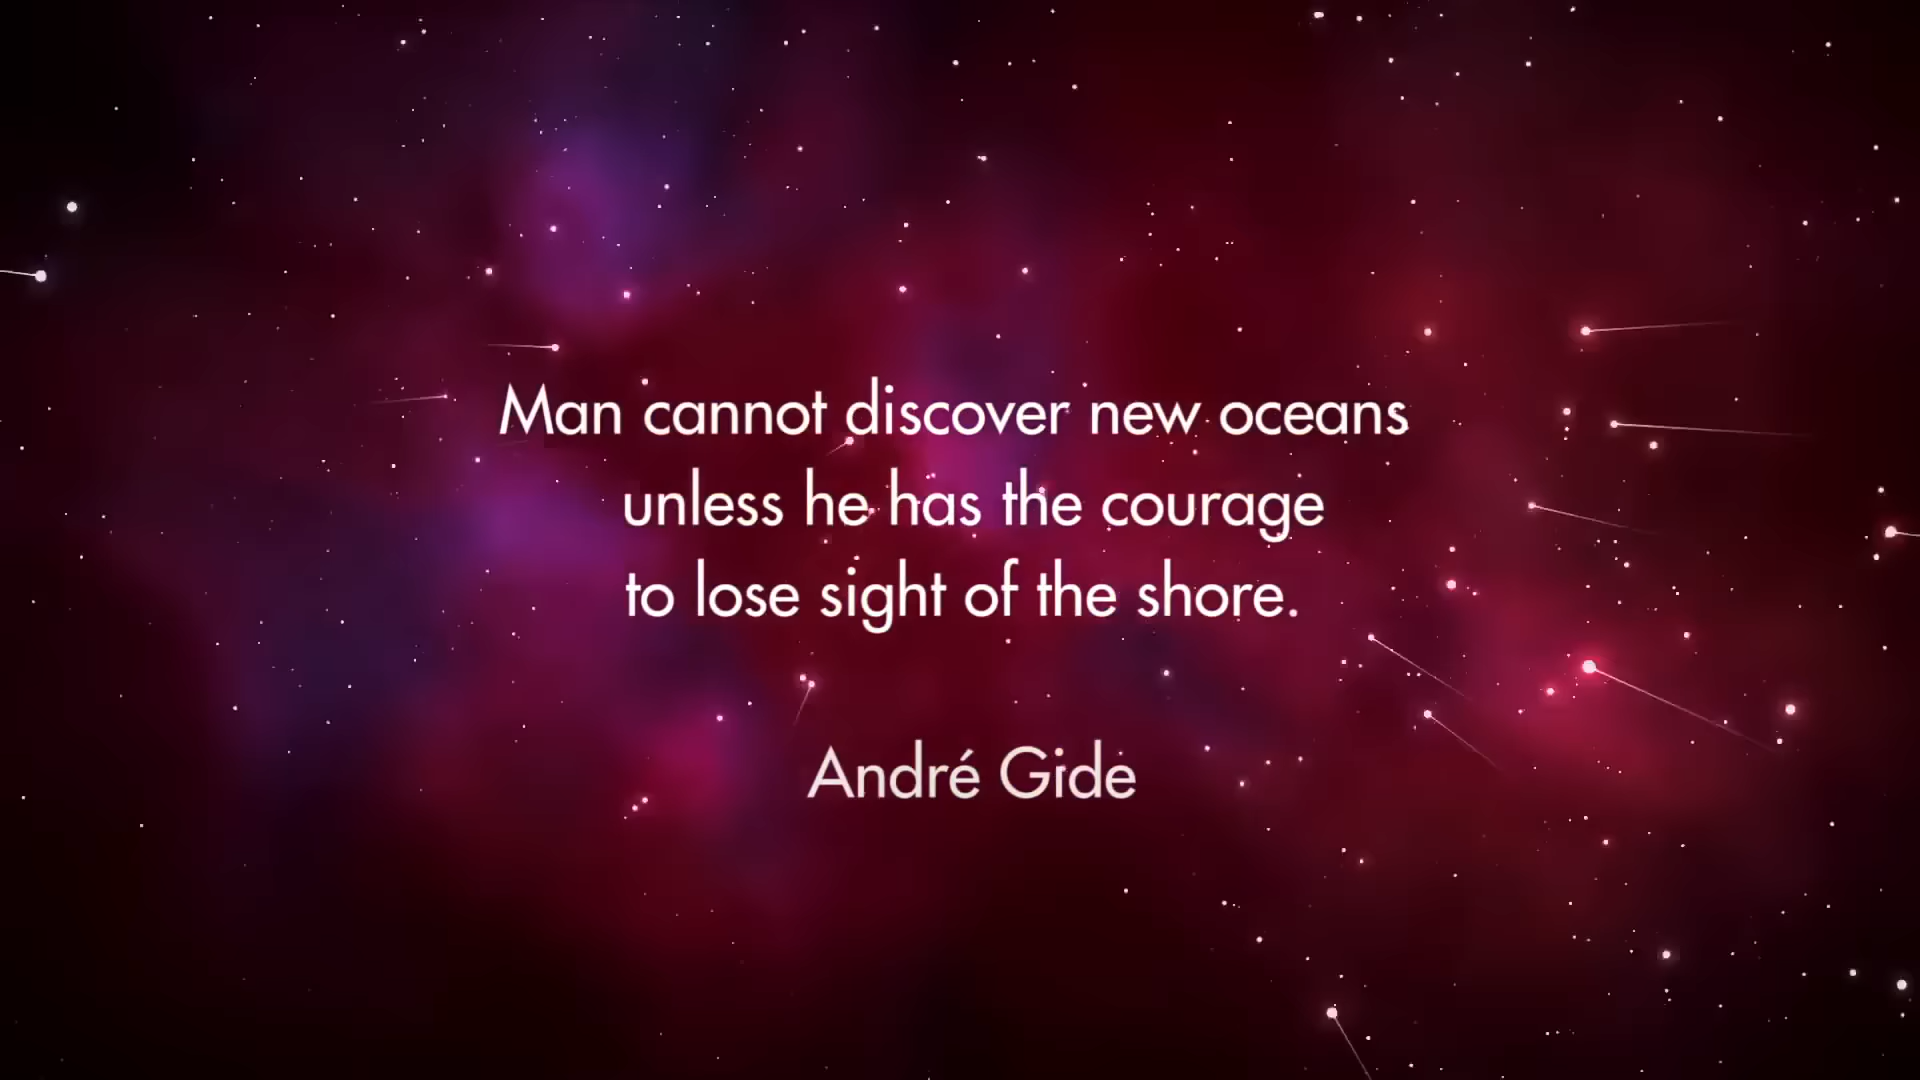 Man cannot discover new oceans
unless he has the courage
to lose sight of the shore.
André Gide